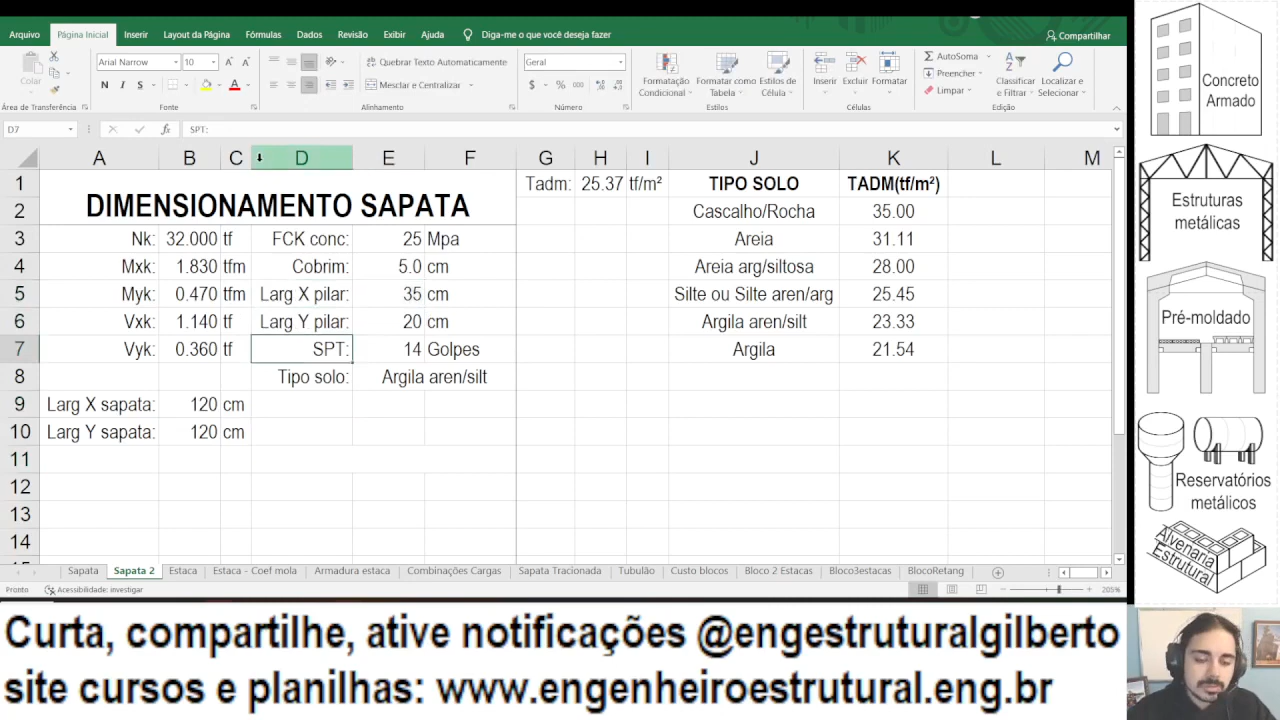 Arquivo Página Inicial Inserir Layout da Página Fórmulas Dados Revisão Exibir Ajuda Diga-me o que você deseja fazer Compartilhar
Colar Arial Narrow 10 A A Quebrar Texto Automaticamente Geral Formatação Condicional Formatar como Tabela Estilos de Célula Inserir Excluir Formatar AutoSoma Classificar e Filtrar Localizar e Selecionar
N I S A Mesclar e Centralizar $ % 000 Preencher
Limpar
Área de Transferência Fonte Alinhamento Número Estilos Células Edição
D7 fx SPT:
A B C D E F G H I J K L M
1 DIMENSIONAMENTO SAPATA Tadm: 25.37 tf/m² TIPO SOLO TADM(tf/m²)
2 Cascalho/Rocha 35.00
3 Nk: 32.000 tf FCK conc: 25 Mpa Areia 31.11
4 Mxk: 1.830 tfm Cobrim: 5.0 cm Areia arg/siltosa 28.00
5 Myk: 0.470 tfm Larg X pilar: 35 cm Silte ou Silte aren/arg 25.45
6 Vxk: 1.140 tf Larg Y pilar: 20 cm Argila aren/silt 23.33
7 Vyk: 0.360 tf SPT: 14 Golpes Argila 21.54
8 Tipo solo: Argila aren/silt
9 Larg X sapata: 120 cm
10 Larg Y sapata: 120 cm
11
12
13
14
Sapata Sapata 2 Estaca Estaca - Coef mola Armadura estaca Combinações Cargas Sapata Tracionada Tubulão Custo blocos Bloco 2 Estacas Bloco3estacas BlocoRetang
Pronto Acessibilidade: investigar 205%
Concreto
Armado
Estruturas
metálicas
Pré-moldado
Reservatórios
metálicos
Alvenaria
Estrutural
Curta, compartilhe, ative notificações @engestruturalgilberto
site cursos e planilhas: www.engenheiroestrutural.eng.br